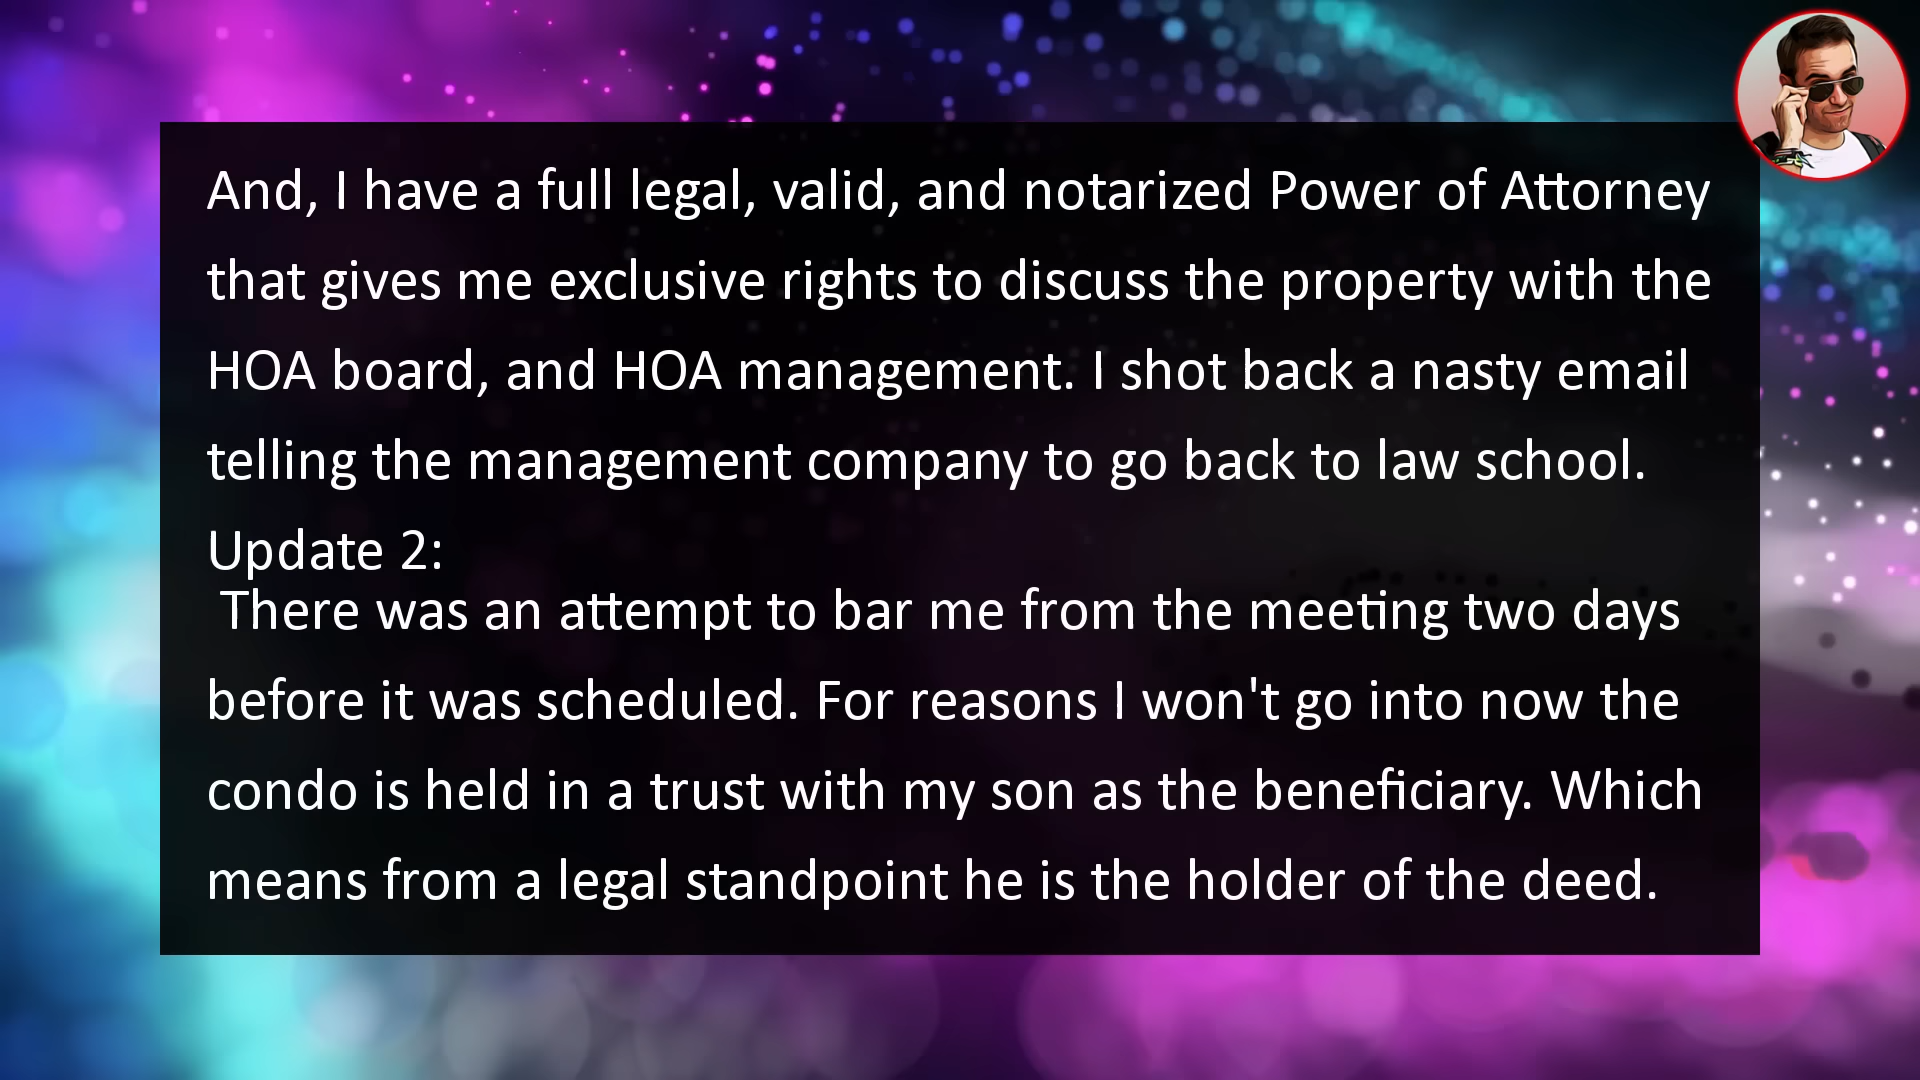 And, I have a full legal, valid, and notarized Power of Attorney
that gives me exclusive rights to discuss the property with the
HOA board, and HOA management. I shot back a nasty email
telling the management company to go back to law school.
Update 2:
There was an attempt to bar me from the meeting two days
before it was scheduled. For reasons I won't go into now the
condo is held in a trust with my son as the beneficiary. Which
means from a legal standpoint he is the holder of the deed.